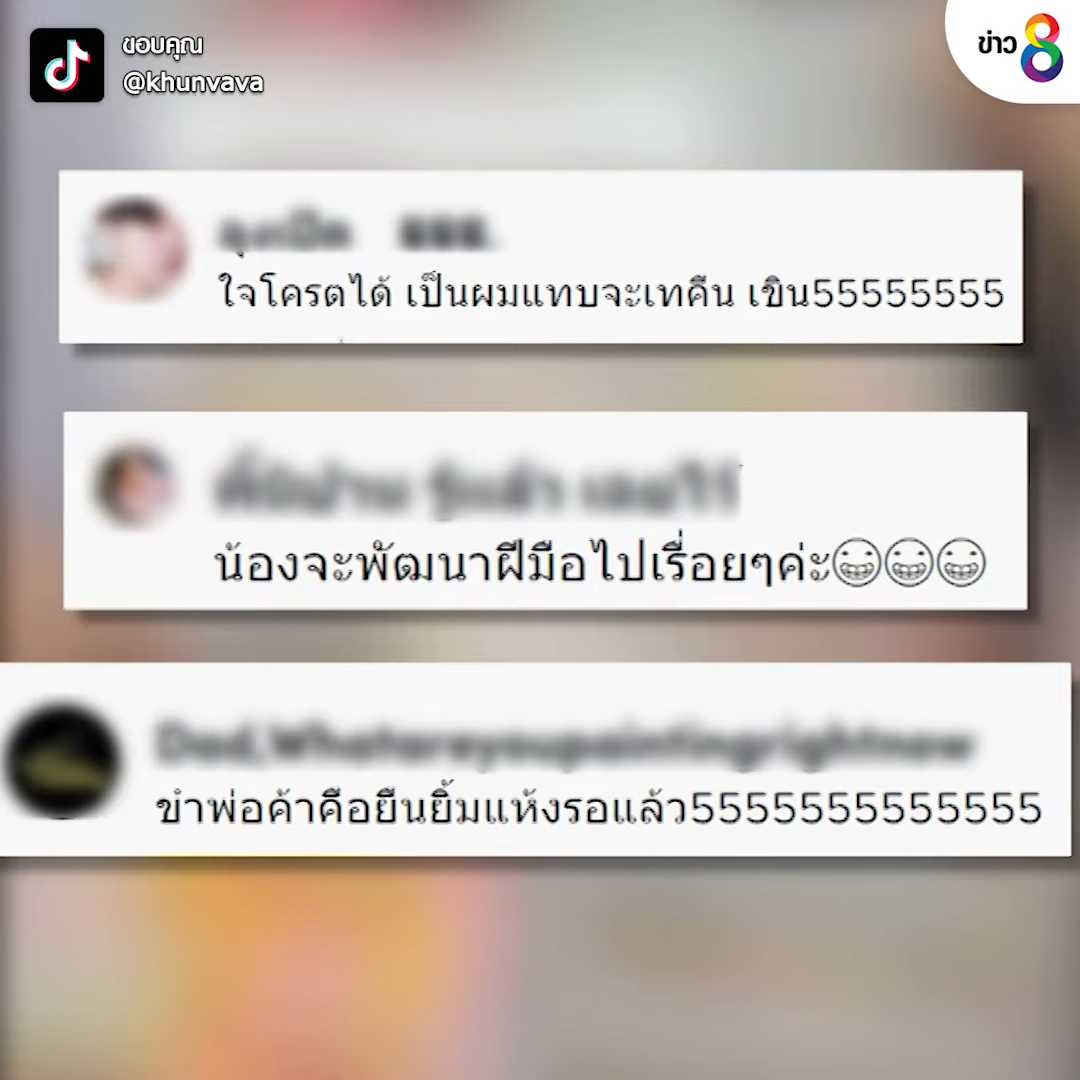 ขอบคุณ
@khunvava
ข่าว 8
ใจโครตได้ เป็นผมแทบจะเทคืน เขิน55555555
น้องจะพัฒนาฝีมือไปเรื่อยๆค่ะ😁😁😁
ขำพ่อค้าคือยืนยิ้มแห้งรอแล้ว5555555555555